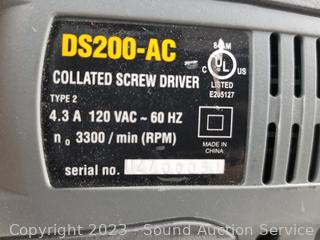 DS200-AC
COLLATED SCREW DRIVER
TYPE 2
4.3 A 120 VAC ~ 60 HZ
n o 3300 / min (RPM)
serial no.
C UL US
LISTED
E205127
MADE IN
CHINA
Copyright © 2023 - Sound Auction Service -